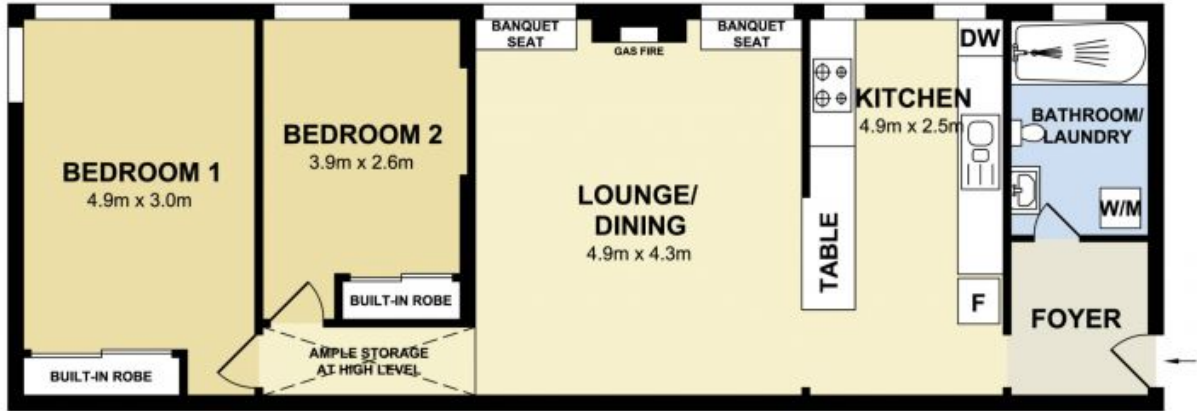 BANQUET
SEAT
GAS FIRE
BANQUET
SEAT
DW
KITCHEN
4.9m x 2.5m
BATHROOM/
LAUNDRY
BEDROOM 2
3.9m x 2.6m
BEDROOM 1
4.9m x 3.0m
LOUNGE/
DINING
4.9m x 4.3m
W/M
TABLE
BUILT-IN ROBE
F
FOYER
AMPLE STORAGE
AT HIGH LEVEL
BUILT-IN ROBE